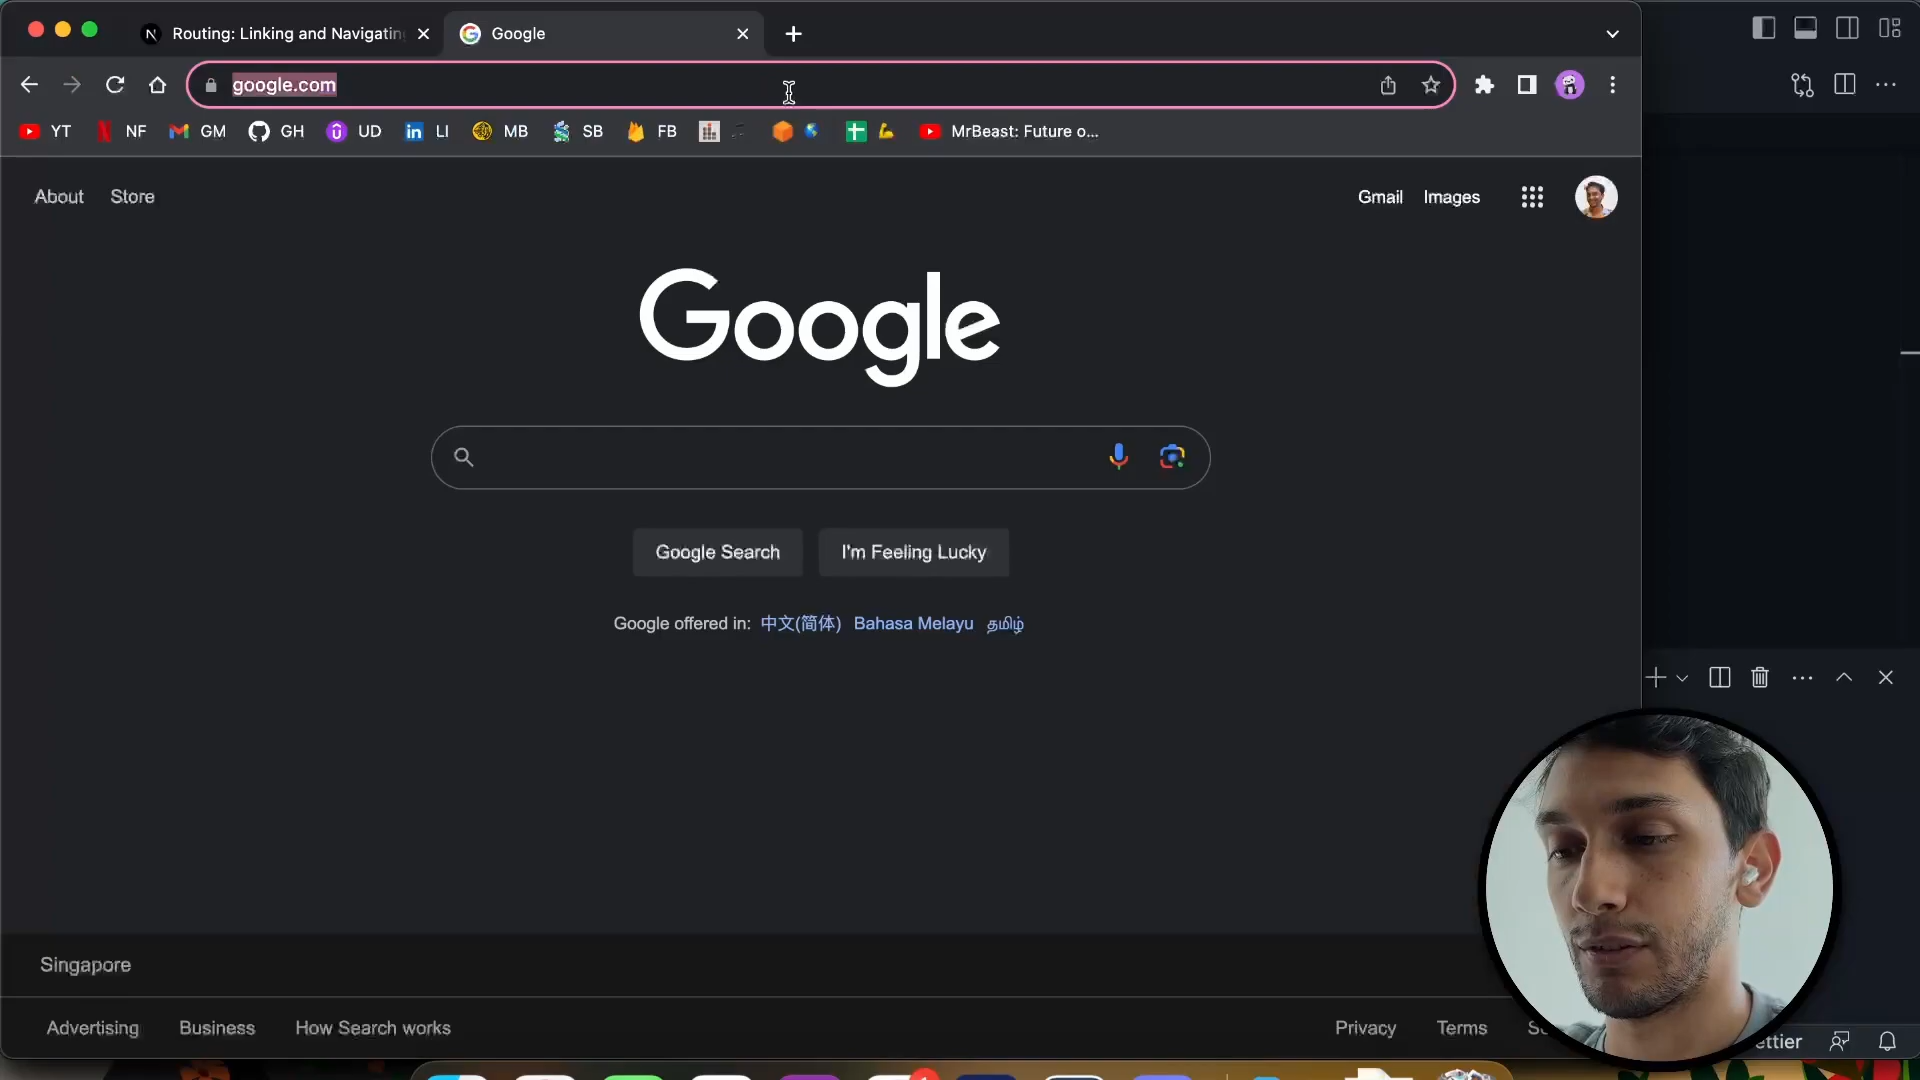 Routing: Linking and Navigating
Google
google.com
YT
NF
GM
GH
UD
LI
MB
SB
FB
MrBeast: Future o...
About
Store
Gmail
Images
Google
Google Search
I'm Feeling Lucky
Google offered in: 中文(简体) Bahasa Melayu தமிழ்
Singapore
Advertising
Business
How Search works
Privacy
Terms
ettier